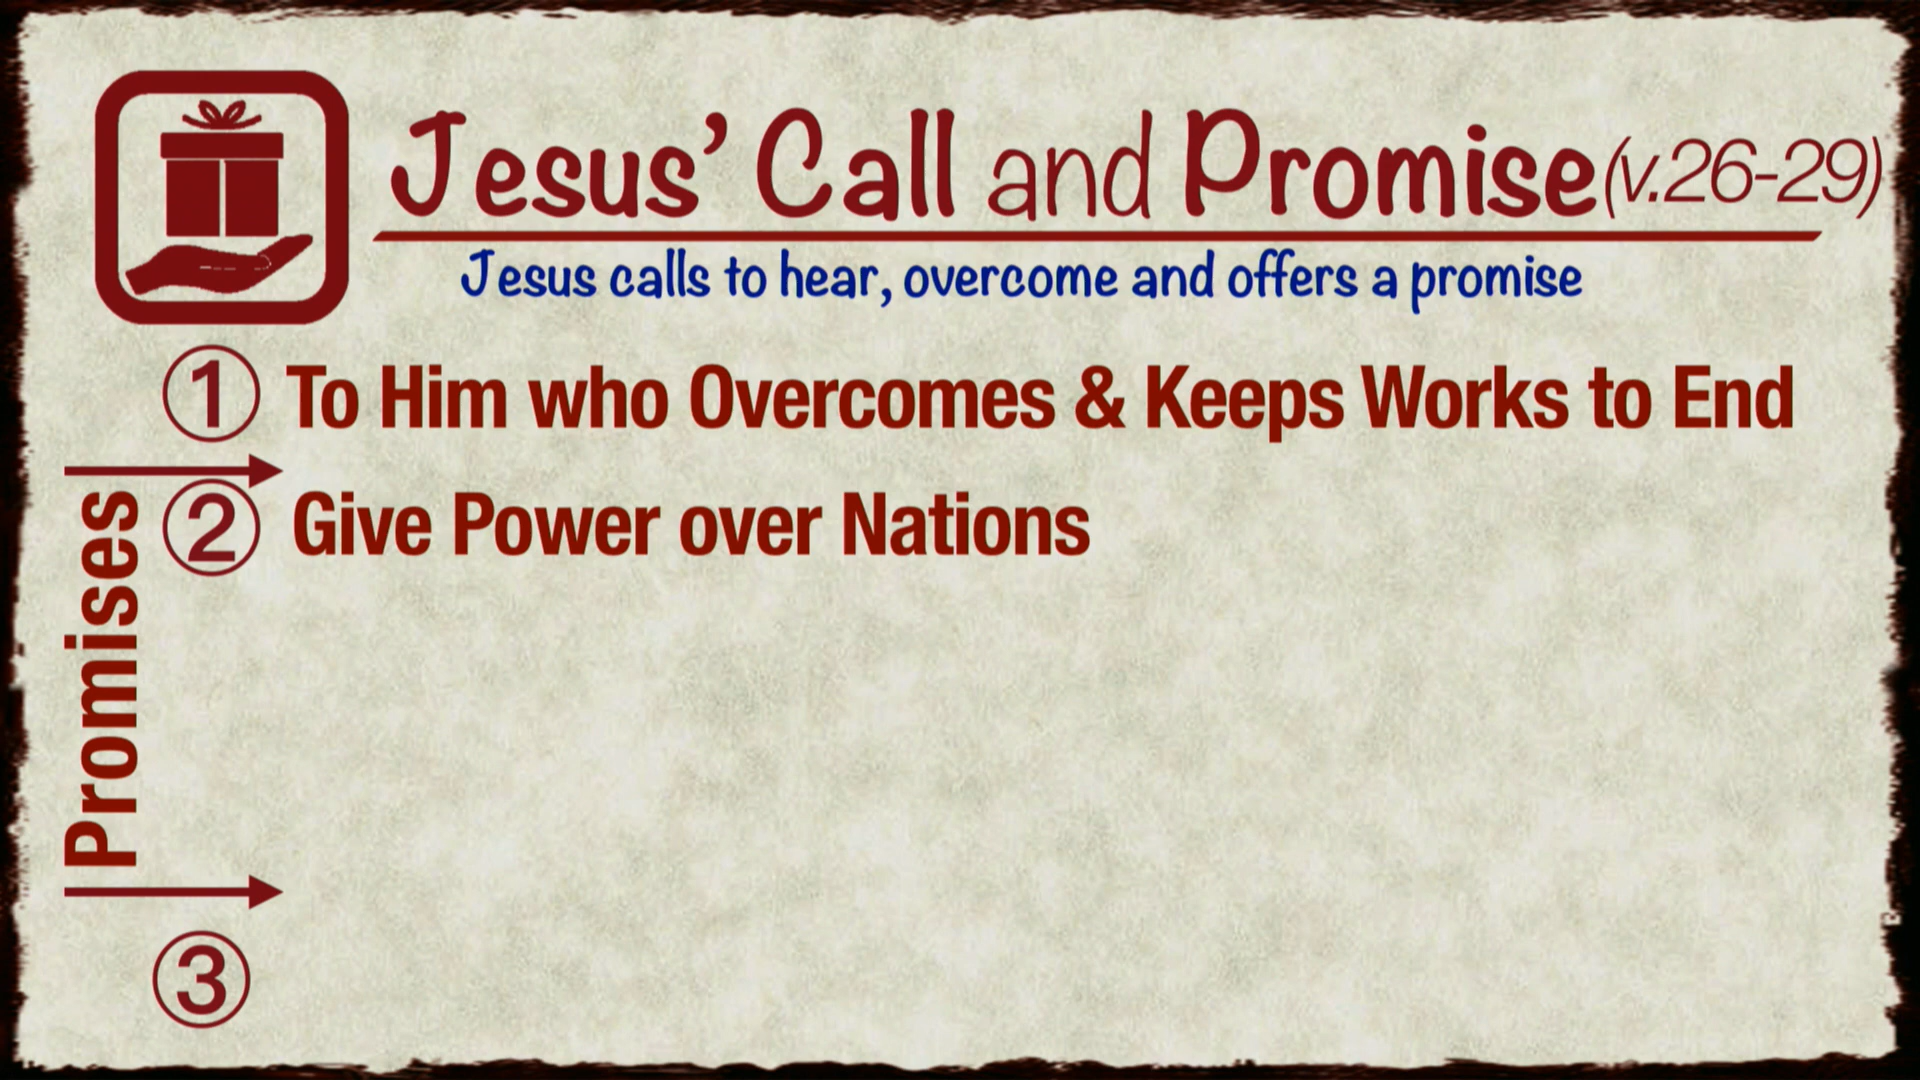 Jesus’ Call and Promise (v.26-29)
Jesus calls to hear, overcome and offers a promise
1 To Him who Overcomes & Keeps Works to End
Promises
2 Give Power over Nations
3